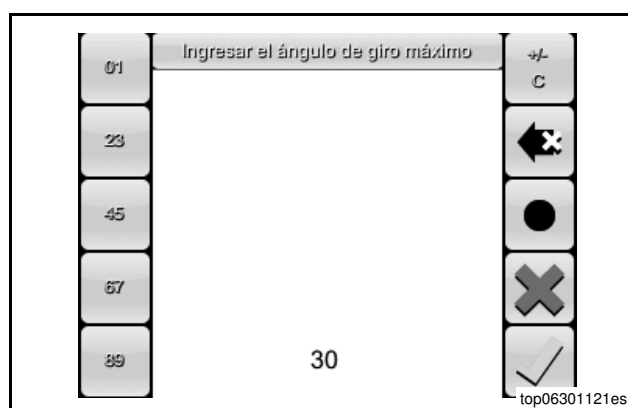 Ingresar el ángulo de giro máximo
01
23
45
67
89
+/-
C
30
top06301121es